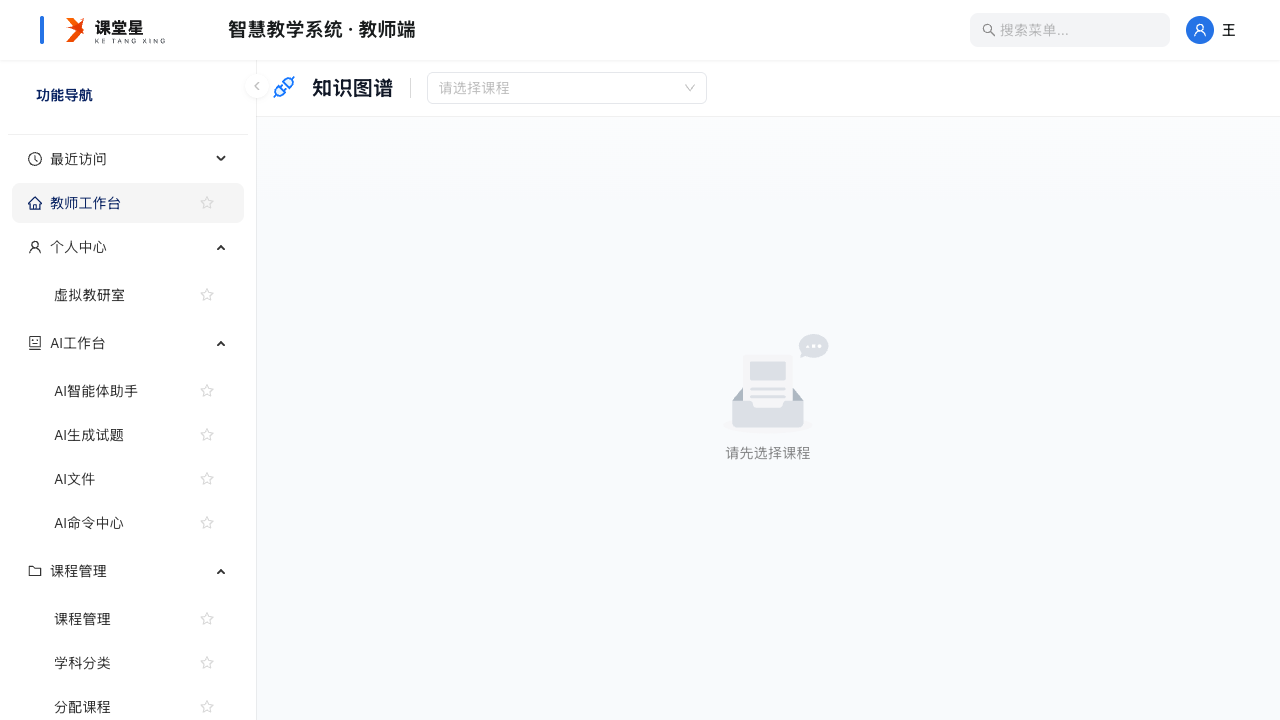 课堂星
KE TANG XING
智慧教学系统 · 教师端
搜索菜单...
王
功能导航
知识图谱
请选择课程
最近访问
教师工作台
个人中心
虚拟教研室
AI工作台
AI智能体助手
AI生成试题
AI文件
AI命令中心
课程管理
课程管理
学科分类
分配课程
请先选择课程